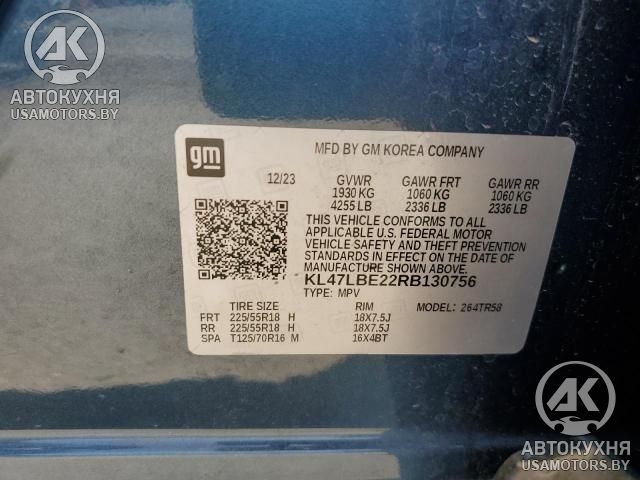 AK
АВТОКУХНЯ
USAMOTORS.BY
gm
MFD BY GM KOREA COMPANY
12/23 GVWR GAWR FRT GAWR RR
1930 KG 1060 KG 1060 KG
4255 LB 2336 LB 2336 LB
THIS VEHICLE CONFORMS TO ALL
APPLICABLE U.S. FEDERAL MOTOR
VEHICLE SAFETY AND THEFT PREVENTION
STANDARDS IN EFFECT ON THE DATE OF
MANUFACTURE SHOWN ABOVE.
KL47LBE22RB130756
TYPE: MPV MODEL: 264TR58
TIRE SIZE RIM
FRT 225/55R18 H 18X7.5J
RR 225/55R18 H 18X7.5J
SPA T125/70R16 M 16X4BT
AK
АВТОКУХНЯ
USAMOTORS.BY